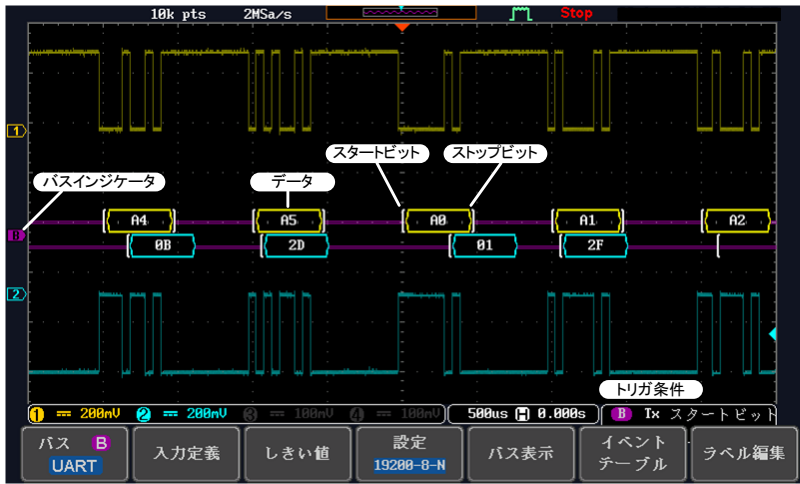 10k pts 2MSa/s Stop
1
スタートビット ストップビット
バスインジケータ データ
A4 A5 A0 A1 A2
B
0B 2D 01 2F
2
トリガ条件
1 200mV 2 200mV 3 100mV 4 100mV 500us H 0.000s B Tx スタートビット
バス B 入力定義 しきい値 設定 バス表示 イベント ラベル編集
UART 19200-8-N テーブル